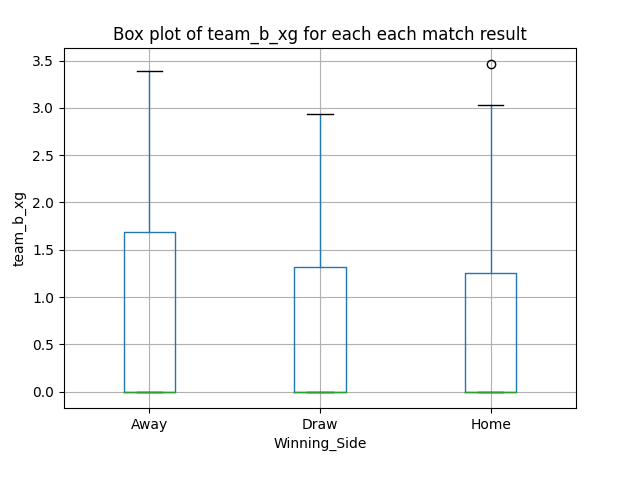 Box plot of team_b_xg for each each match result
team_b_xg
3.5
3.0
2.5
2.0
1.5
1.0
0.5
0.0
Away Draw Home
Winning_Side